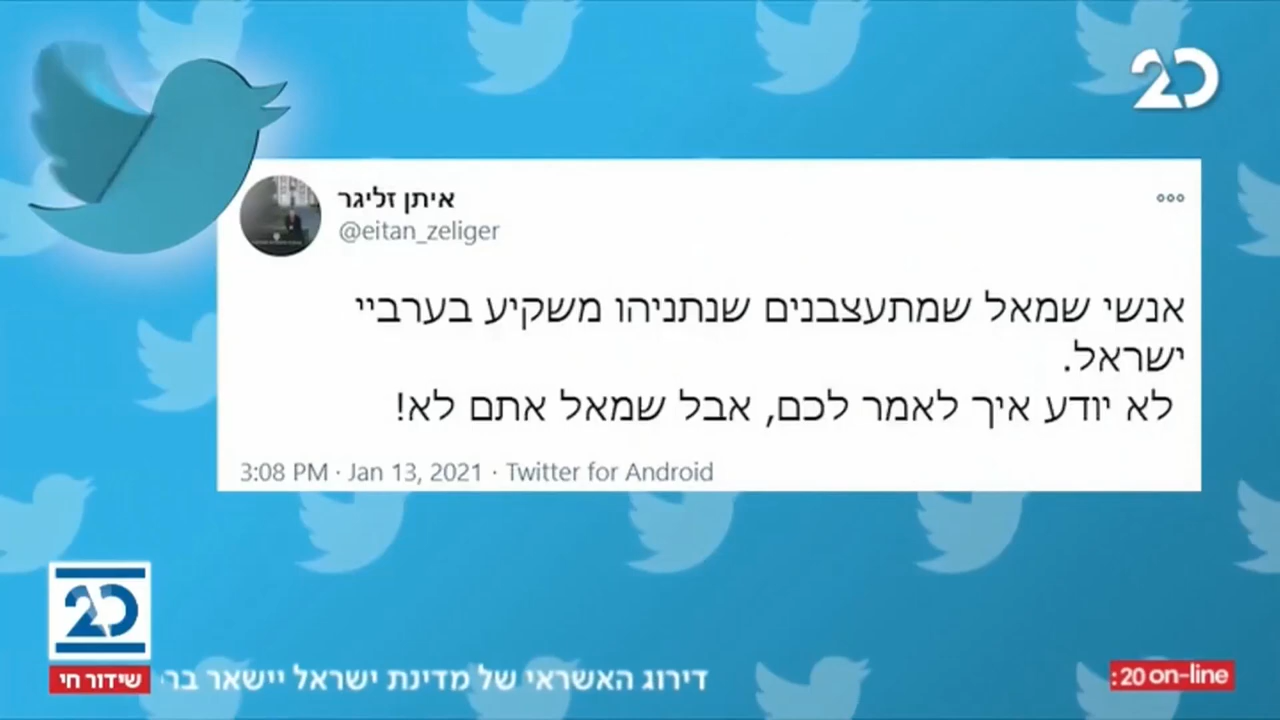 20
איתן זליגר
@eitan_zeliger
אנשי שמאל שמתעצבנים שנתניהו משקיע בערביי
ישראל.
לא יודע איך לאמר לכם, אבל שמאל אתם לא!
3:08 PM · Jan 13, 2021 · Twitter for Android
20
שידור חי
דירוג האשראי של מדינת ישראל יישאר בר
:20 on-line